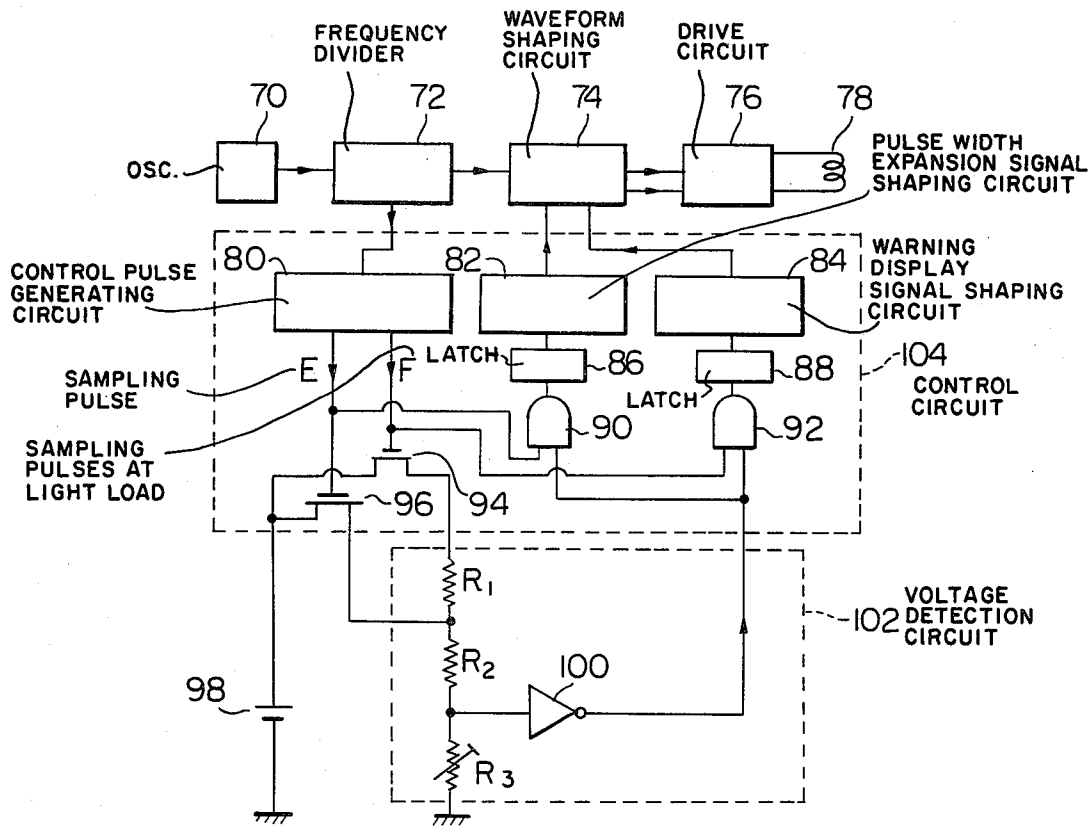 FREQUENCY
DIVIDER
WAVEFORM
SHAPING
CIRCUIT
DRIVE
CIRCUIT
70
72
74
76
78
OSC.
PULSE WIDTH
EXPANSION SIGNAL
SHAPING CIRCUIT
CONTROL PULSE
GENERATING
CIRCUIT
80
82
84
WARNING
DISPLAY
SIGNAL SHAPING
CIRCUIT
LATCH
86
LATCH
88
104
CONTROL
CIRCUIT
SAMPLING
PULSE
E
F
90
92
SAMPLING
PULSES AT
LIGHT LOAD
94
96
R1
R2
R3
100
102
VOLTAGE
DETECTION
CIRCUIT
98